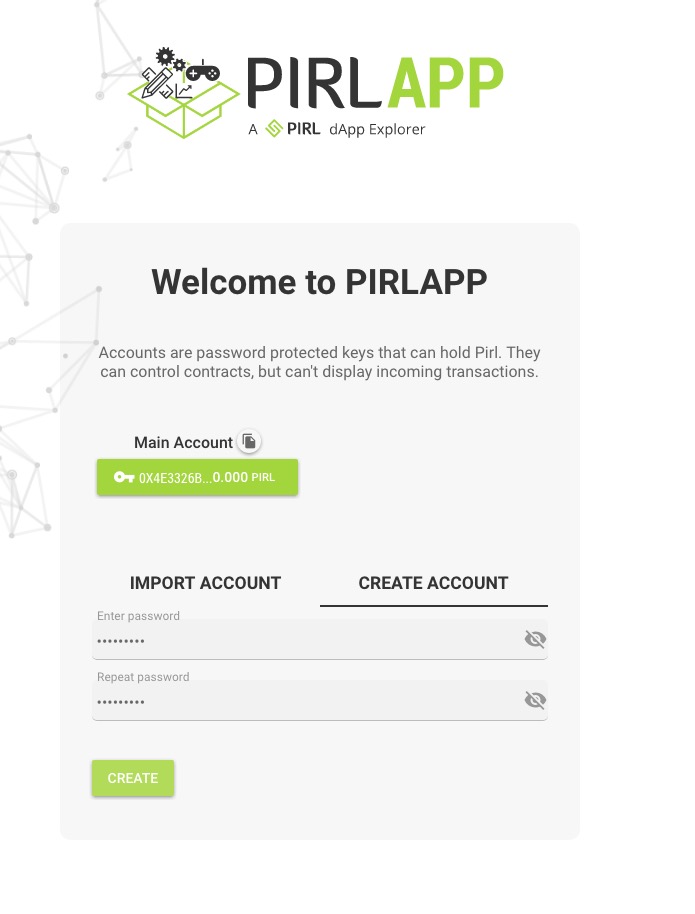 PIRLAPP
A PIRL dApp Explorer
Welcome to PIRLAPP
Accounts are password protected keys that can hold Pirl. They
can control contracts, but can't display incoming transactions.
Main Account
0X4E3326B...0.000 PIRL
IMPORT ACCOUNT CREATE ACCOUNT
Enter password
•••••••••
Repeat password
•••••••••
CREATE